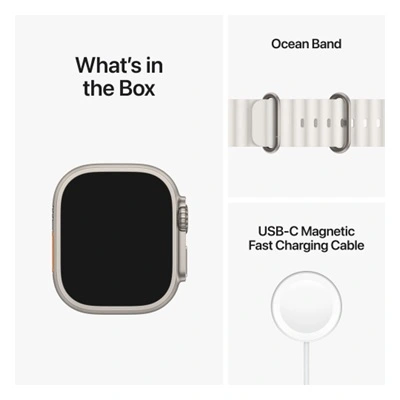 What's in
the Box
Ocean Band
USB-C Magnetic
Fast Charging Cable